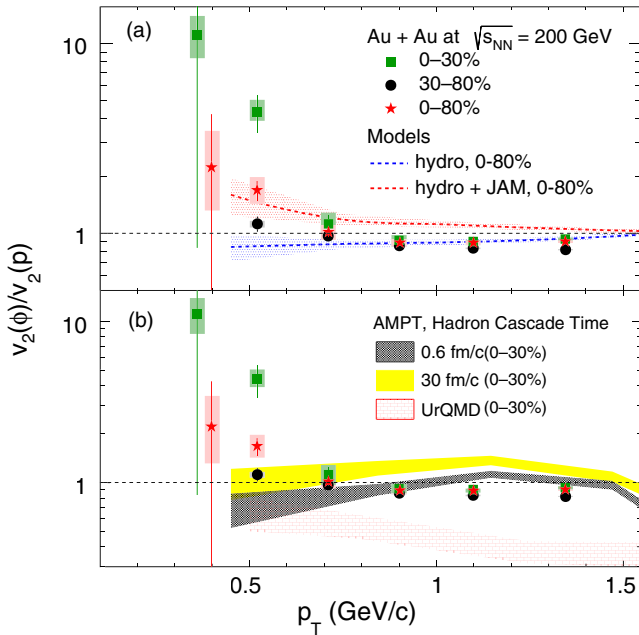 (a)
Au + Au at √sNN = 200 GeV
0–30%
30–80%
0–80%
Models
hydro, 0-80%
hydro + JAM, 0-80%
10
1
v2(φ)/v2(p)
(b)
AMPT, Hadron Cascade Time
0.6 fm/c(0–30%)
30 fm/c (0–30%)
UrQMD (0–30%)
10
1
0.5
1
1.5
pT (GeV/c)